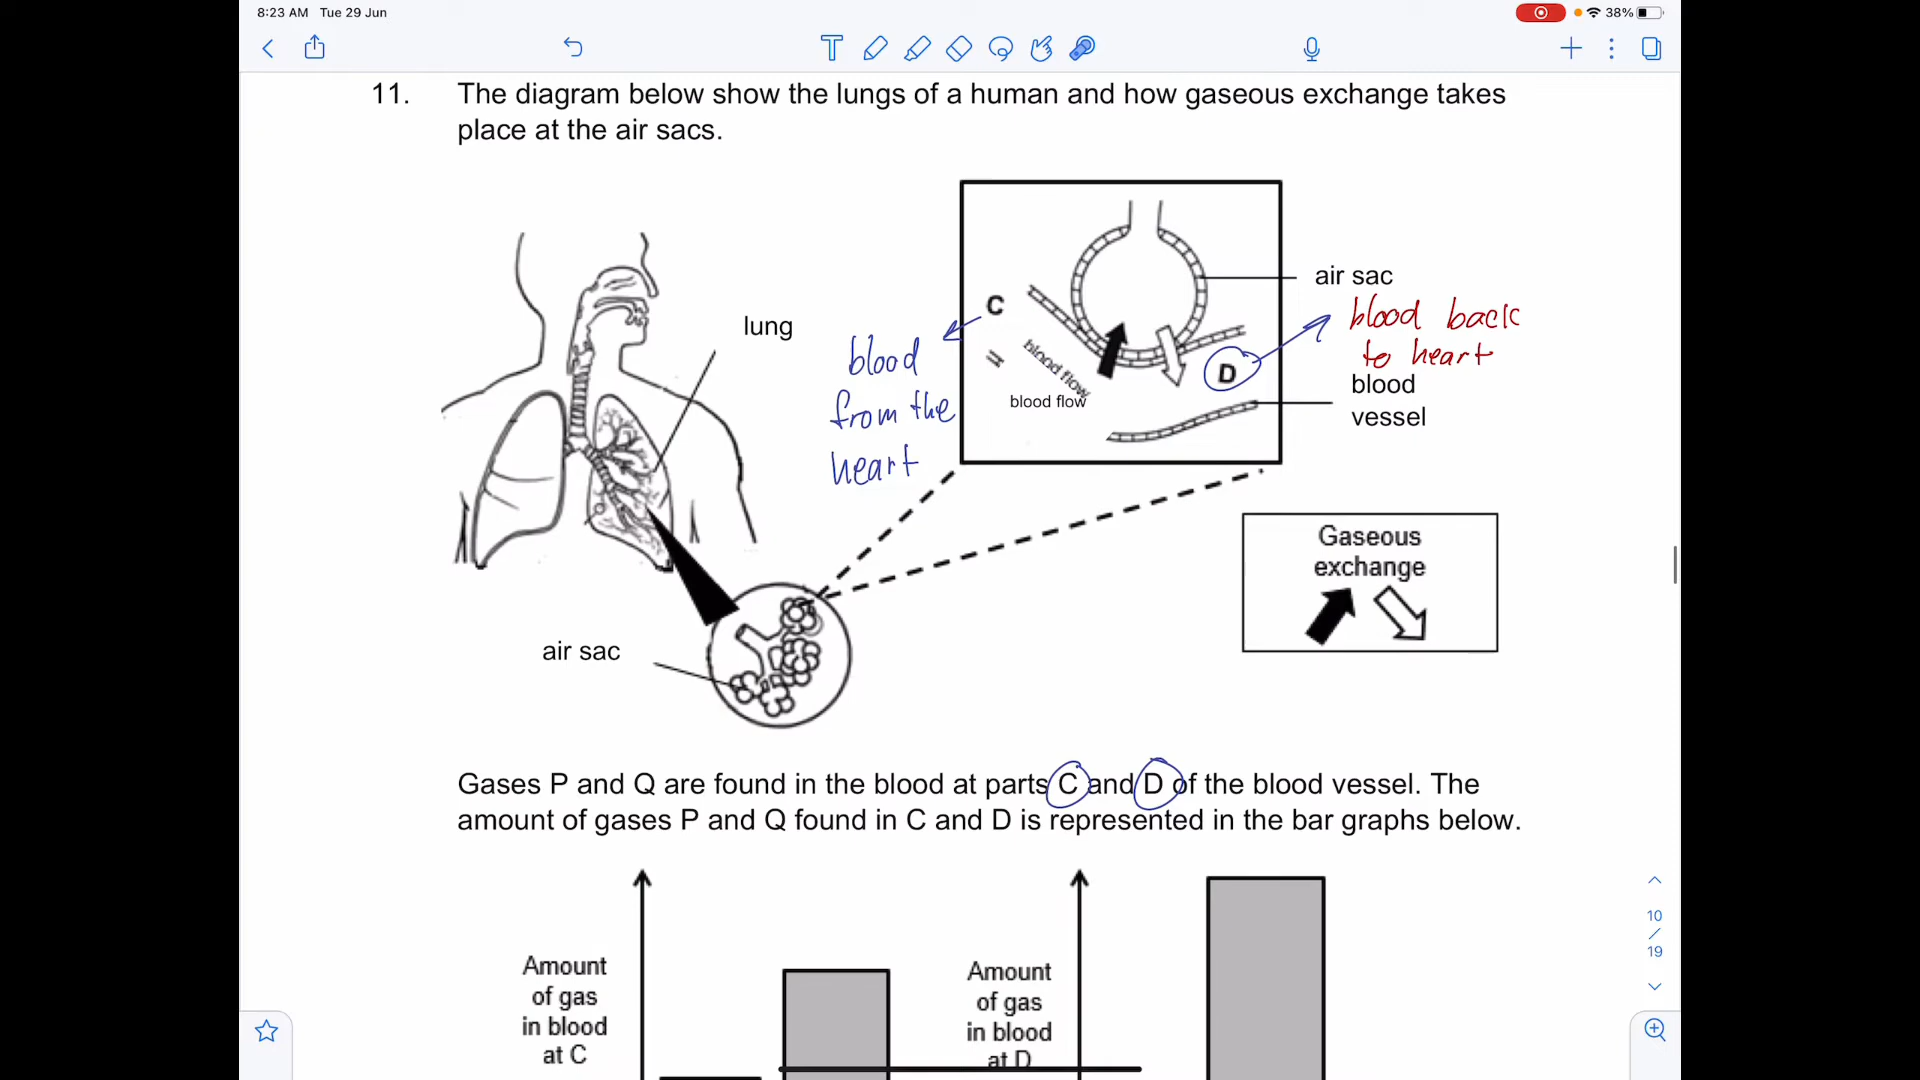 8:23 AM Tue 29 Jun
38%
11. The diagram below show the lungs of a human and how gaseous exchange takes
place at the air sacs.
lung
air sac
C
blood flow
blood flow
D
air sac
blood
vessel
blood
from the
heart
blood back
to heart
Gaseous
exchange
Gases P and Q are found in the blood at parts C and D of the blood vessel. The
amount of gases P and Q found in C and D is represented in the bar graphs below.
Amount
of gas
in blood
at C
Amount
of gas
in blood
at D
10
/
19